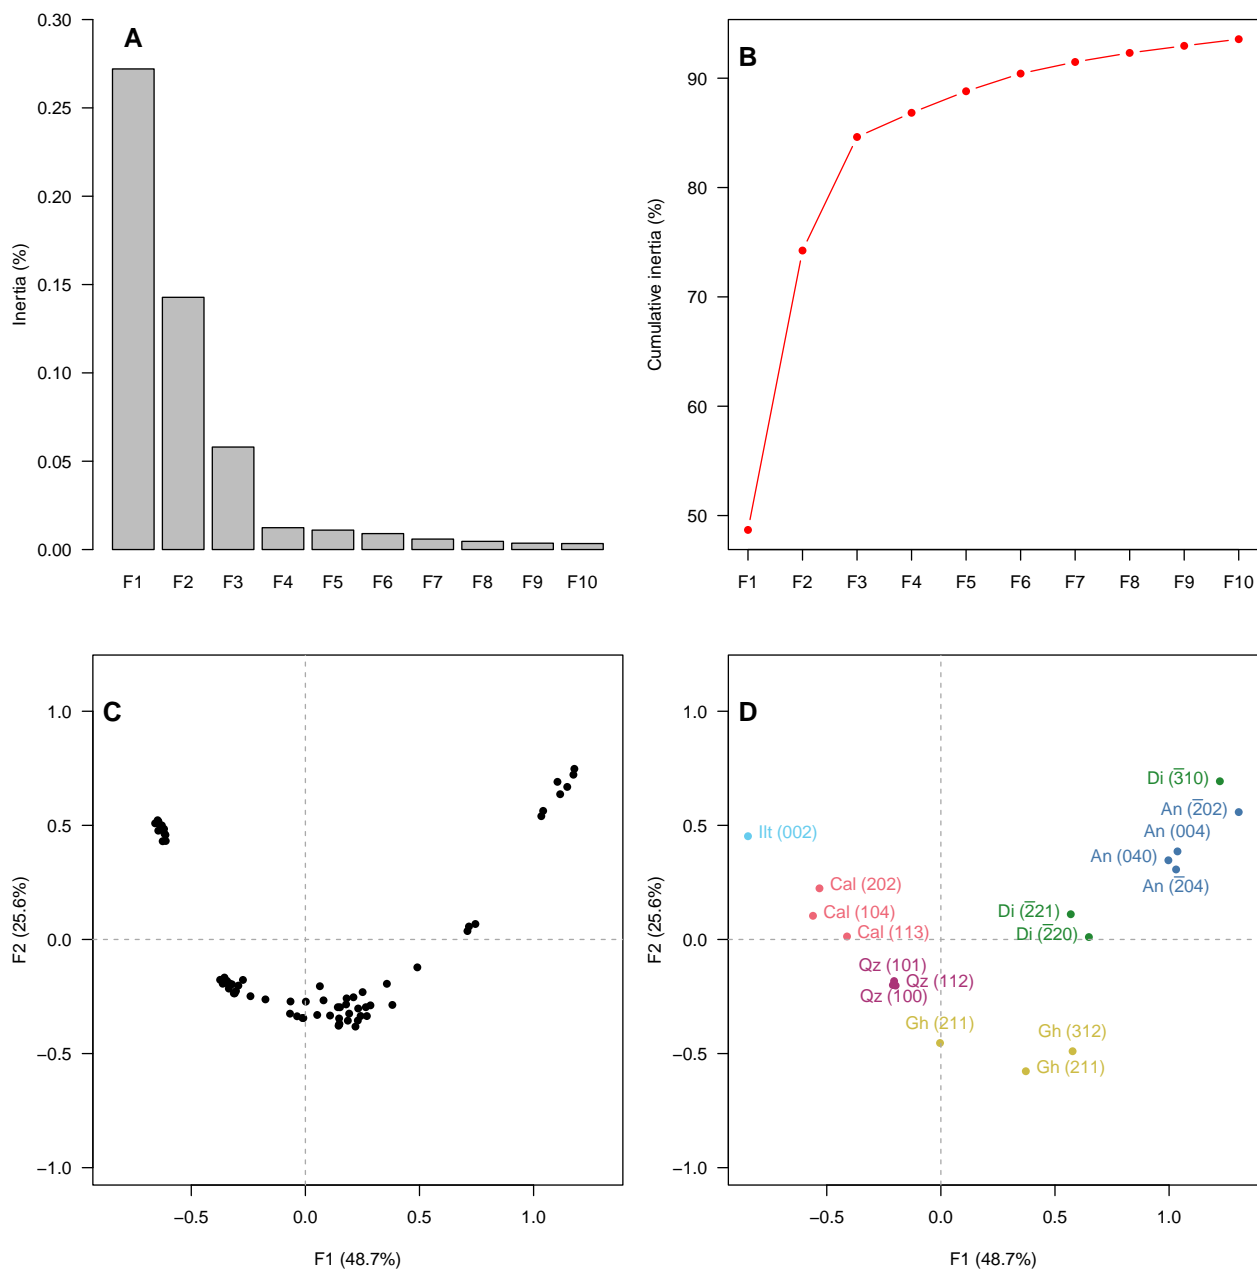 A
Inertia (%)
0.30
0.25
0.20
0.15
0.10
0.05
0.00
F1 F2 F3 F4 F5 F6 F7 F8 F9 F10
B
Cumulative inertia (%)
90
80
70
60
50
F1 F2 F3 F4 F5 F6 F7 F8 F9 F10
C
F2 (25.6%)
1.0
0.5
0.0
−0.5
−1.0
−0.5 0.0 0.5 1.0
F1 (48.7%)
D
F2 (25.6%)
1.0
0.5
0.0
−0.5
−1.0
Di (3̅10)
An (2̅02)
An (004)
An (040)
An (2̅04)
Ilt (002)
Cal (202)
Cal (104)
Cal (113)
Di (2̅21)
Di (2̅20)
Qz (101)
Qz (112)
Qz (100)
Gh (211)
Gh (312)
Gh (211)
−0.5 0.0 0.5 1.0
F1 (48.7%)